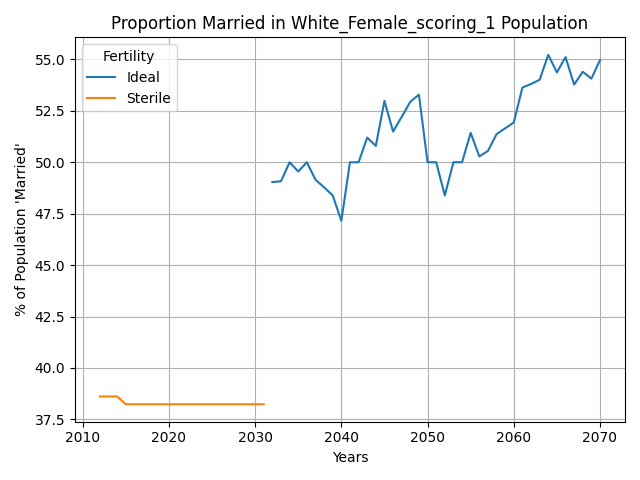 Proportion Married in White_Female_scoring_1 Population
Fertility
Ideal
Sterile
% of Population 'Married'
55.0
52.5
50.0
47.5
45.0
42.5
40.0
37.5
2010 2020 2030 2040 2050 2060 2070
Years